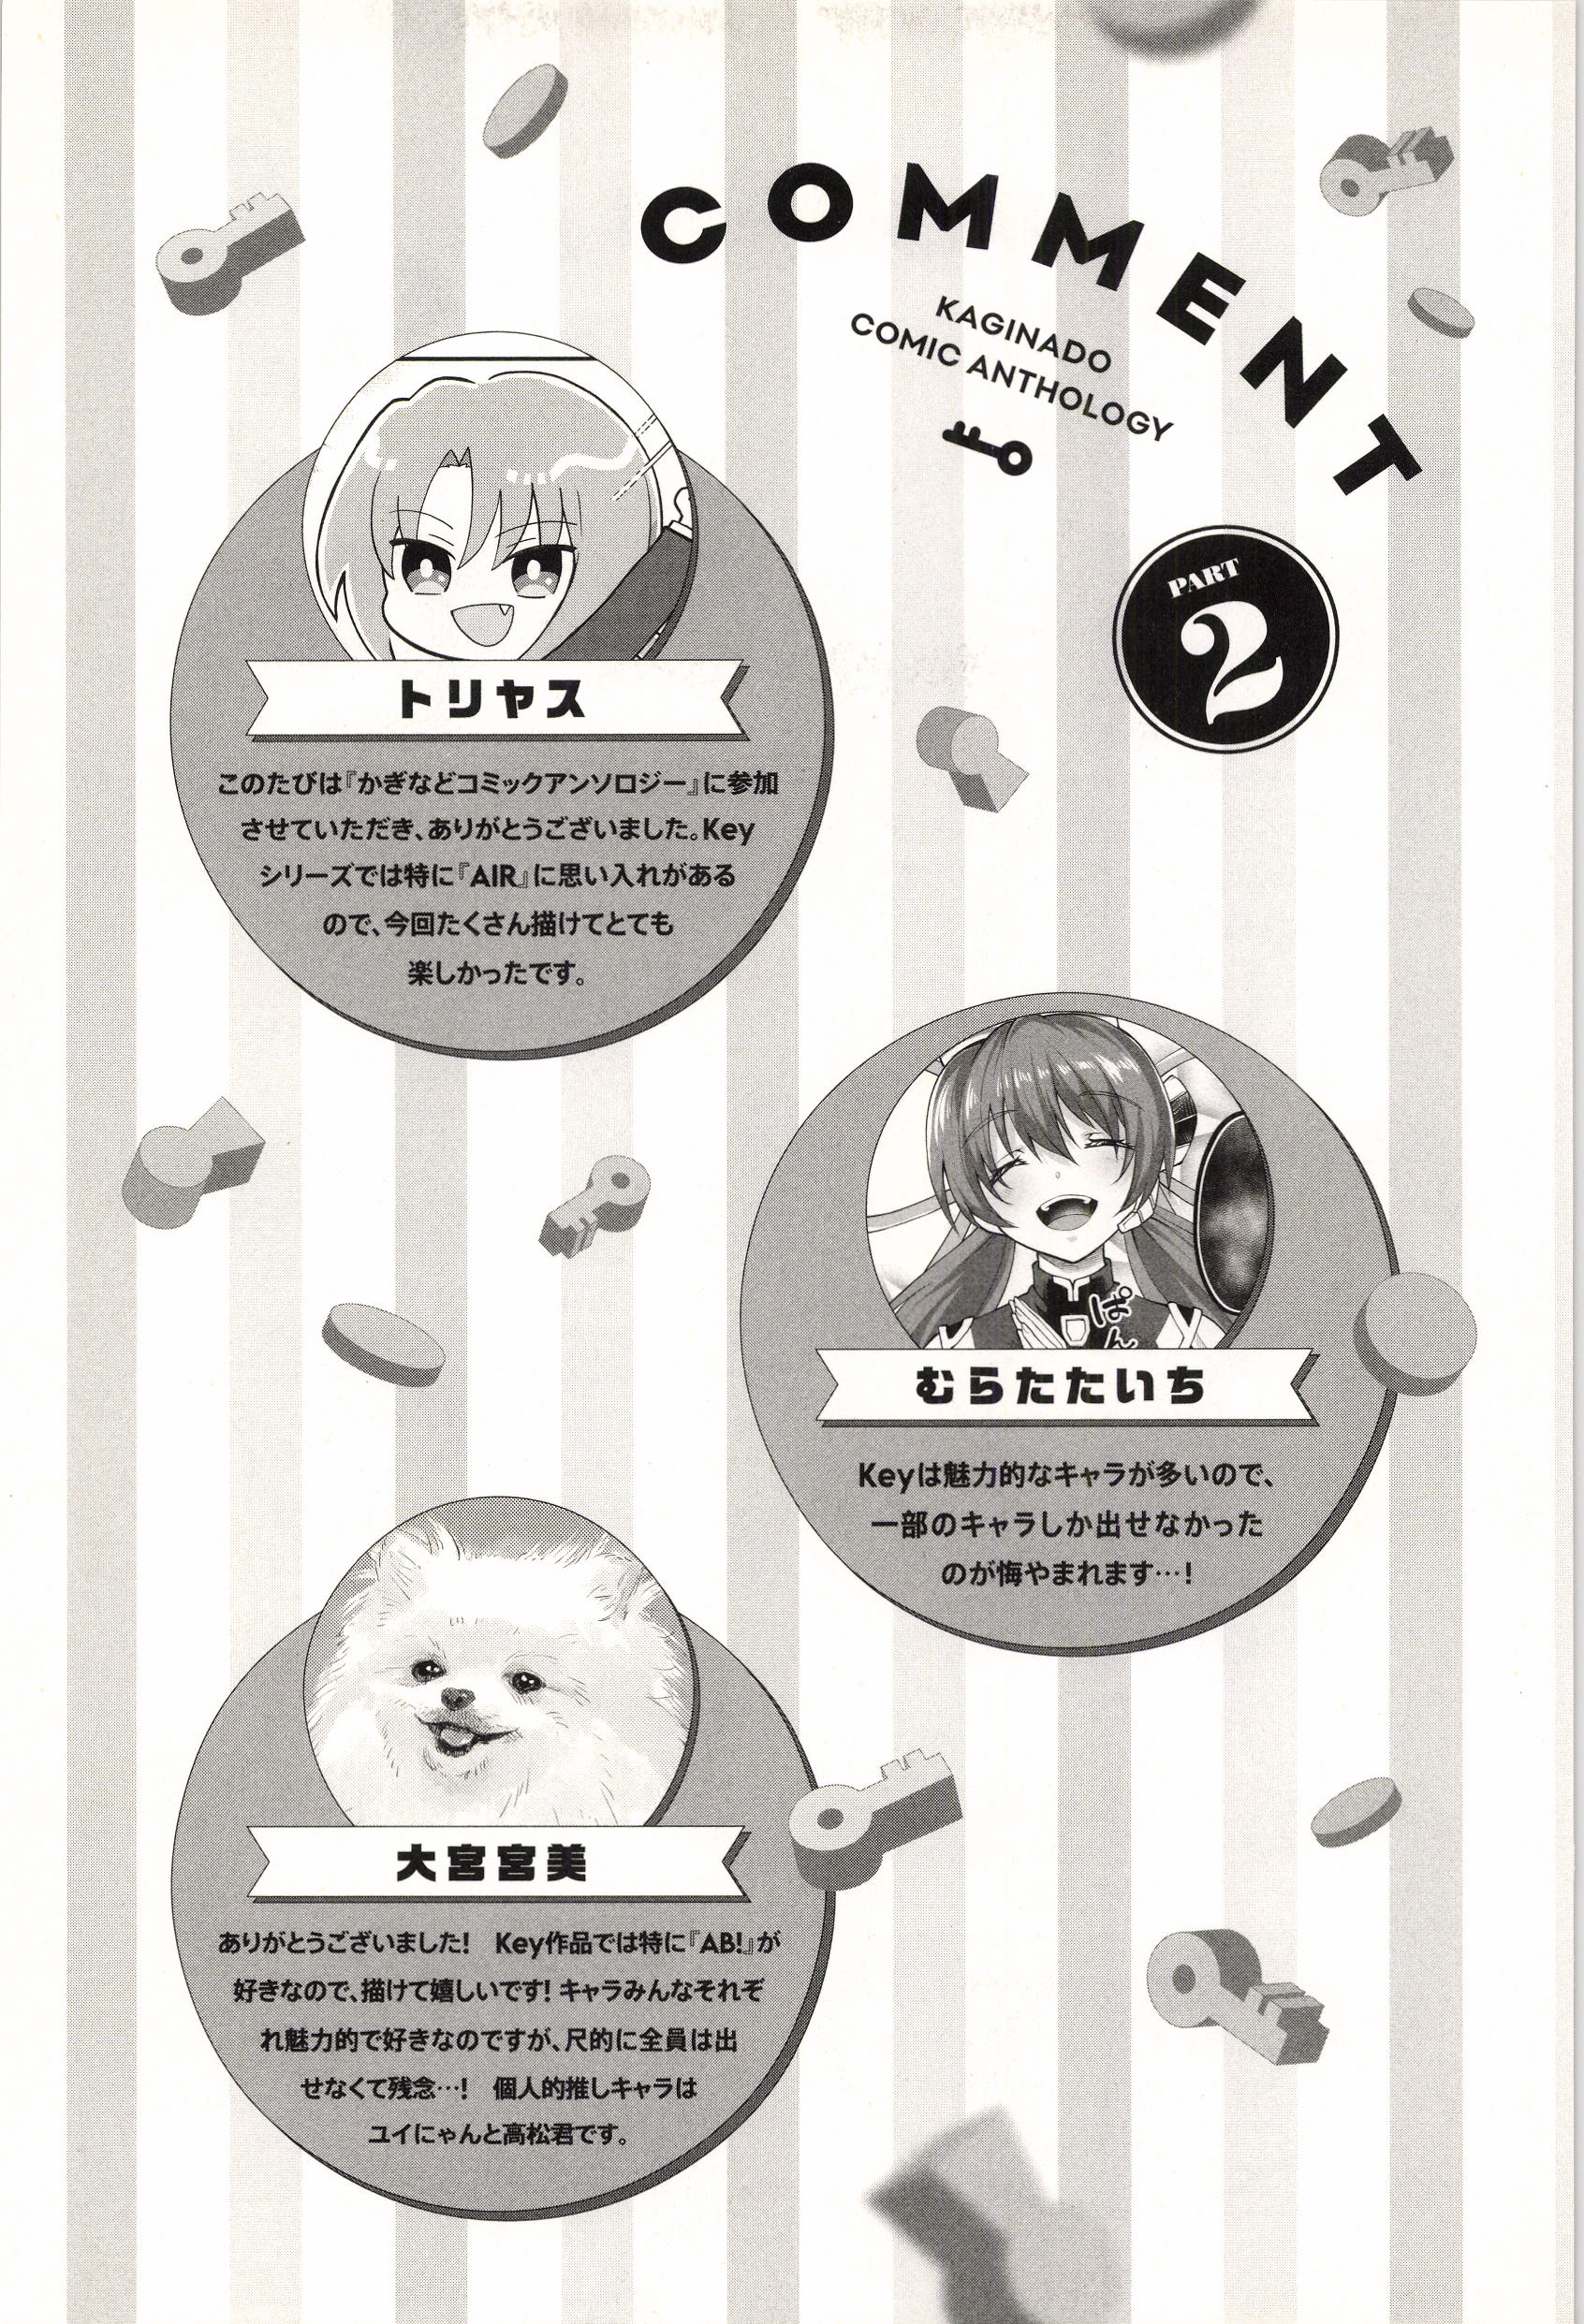 COMMENT
KAGINADO
COMIC ANTHOLOGY
PART
2
トリヤス
このたびは『かぎなどコミックアンソロジー』に参加
させていただき、ありがとうございました。Key
シリーズでは特に『AIR』に思い入れがある
ので、今回たくさん描けてとても
楽しかったです。
ぱん
むらたたいち
Keyは魅力的なキャラが多いので、
一部のキャラしか出せなかった
のが悔やまれます…!
大宮宮美
ありがとうございました!　Key作品では特に『AB!』が
好きなので、描けて嬉しいです! キャラみんなそれぞ
れ魅力的で好きなのですが、尺的に全員は出
せなくて残念…!　個人的推しキャラは
ユイにゃんと高松君です。